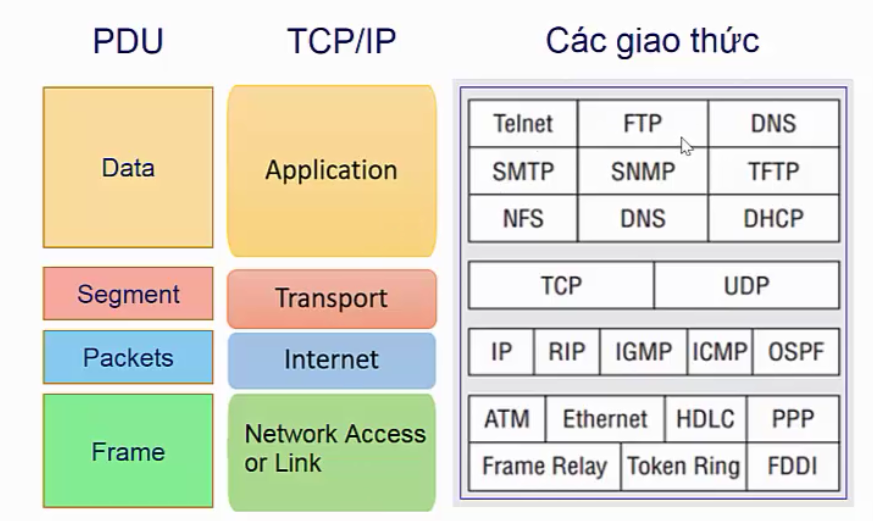 PDU TCP/IP Các giao thức
Data Application
Telnet FTP DNS
SMTP SNMP TFTP
NFS DNS DHCP
Segment Transport
TCP UDP
Packets Internet
IP RIP IGMP ICMP OSPF
Frame Network Access
or Link
ATM Ethernet HDLC PPP
Frame Relay Token Ring FDDI